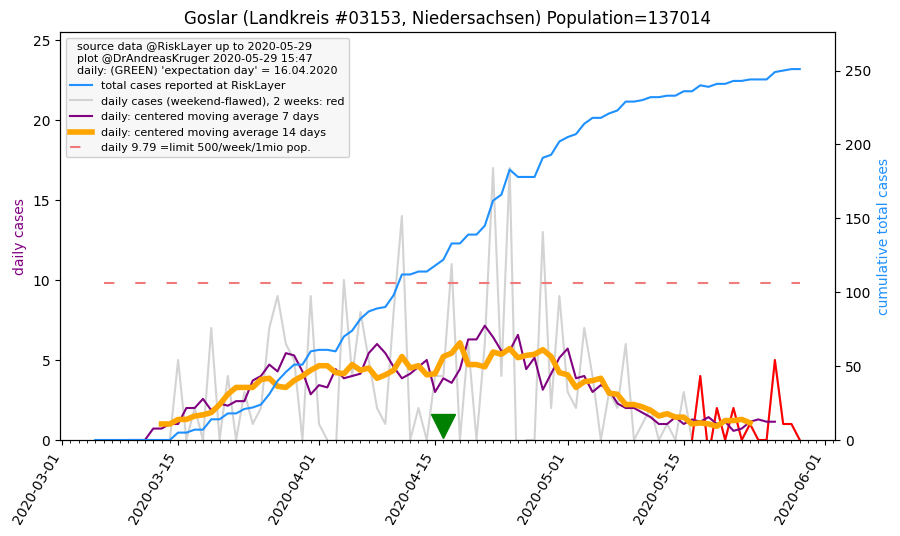 Goslar (Landkreis #03153, Niedersachsen) Population=137014
source data @RiskLayer up to 2020-05-29
plot @DrAndreasKruger 2020-05-29 15:47
daily: (GREEN) 'expectation day' = 16.04.2020
total cases reported at RiskLayer
daily cases (weekend-flawed), 2 weeks: red
daily: centered moving average 7 days
daily: centered moving average 14 days
daily 9.79 =limit 500/week/1mio pop.
daily cases
25
20
15
10
5
0
cumulative total cases
250
200
150
100
50
0
2020-03-01
2020-03-15
2020-04-01
2020-04-15
2020-05-01
2020-05-15
2020-06-01